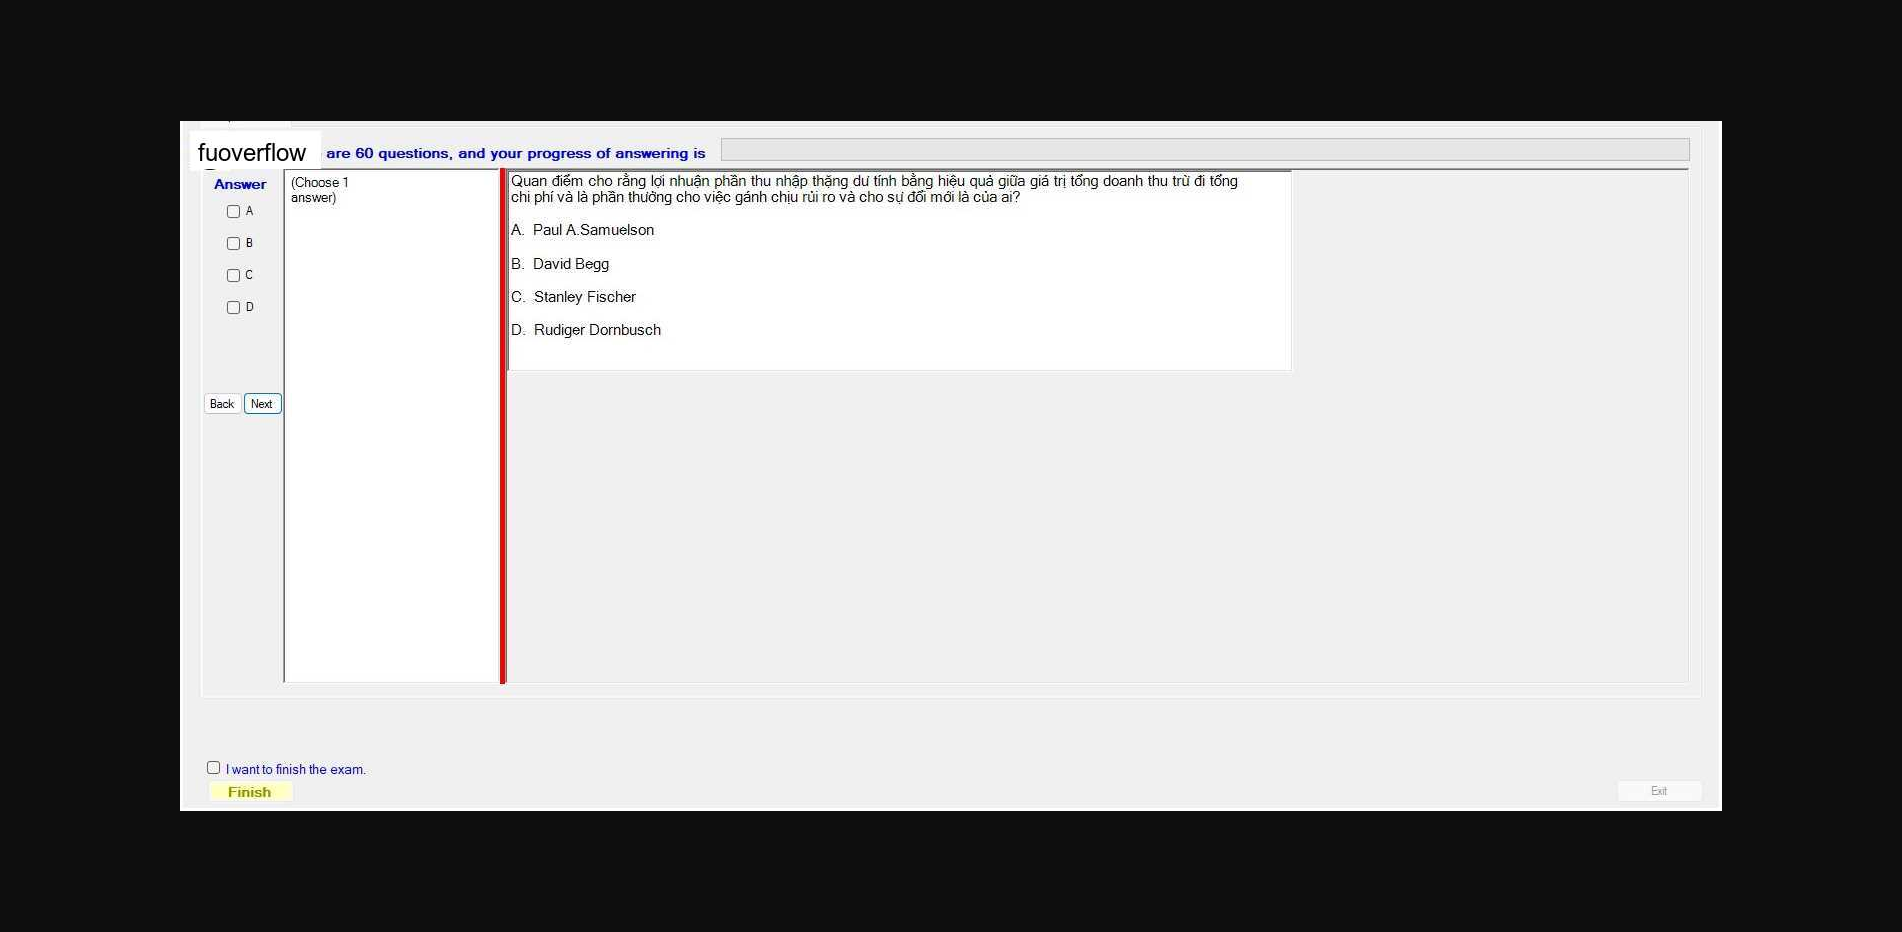 fuoverflow are 60 questions, and your progress of answering is
Answer
A
B
C
D
Back Next
(Choose 1
answer)
Quan điểm cho rằng lợi nhuận phần thu nhập thặng dư tính bằng hiệu quả giữa giá trị tổng doanh thu trừ đi tổng
chi phí và là phần thưởng cho việc gánh chịu rủi ro và cho sự đổi mới là của ai?
A. Paul A.Samuelson
B. David Begg
C. Stanley Fischer
D. Rudiger Dornbusch
I want to finish the exam.
Finish
Exit